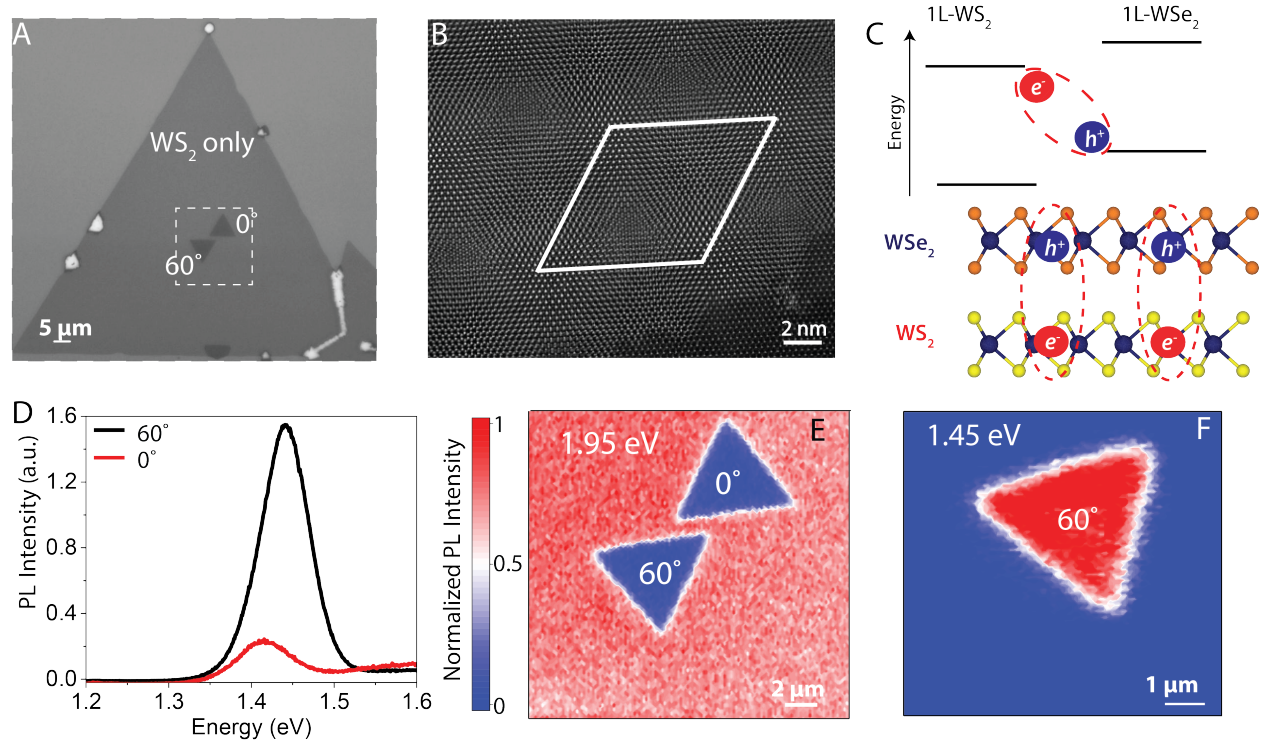 A
WS₂ only
0°
60°
5 µm
B
2 nm
C
1L-WS₂
1L-WSe₂
Energy
e⁻
h⁺
WSe₂
h⁺
h⁺
WS₂
e⁻
e⁻
D
60°
0°
PL Intensity (a.u.)
1.6
1.2
0.8
0.4
0.0
1.2
1.3
1.4
1.5
1.6
Energy (eV)
Normalized PL Intensity
1
0.5
0
1.95 eV
E
0°
60°
2 µm
1.45 eV
F
60°
1 µm